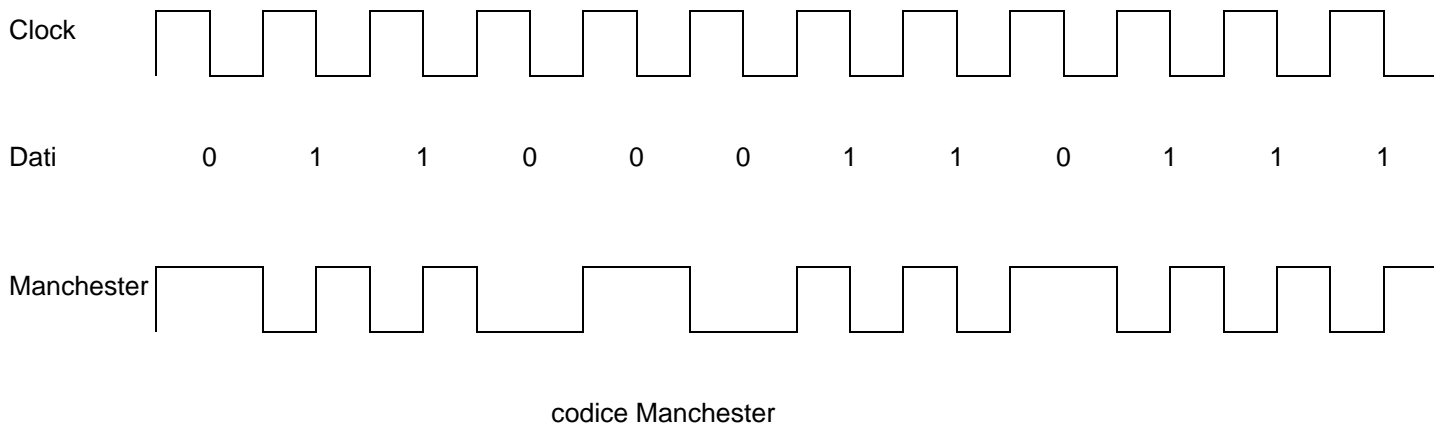 Clock
Dati 0 1 1 0 0 0 1 1 0 1 1 1
Manchester
codice Manchester